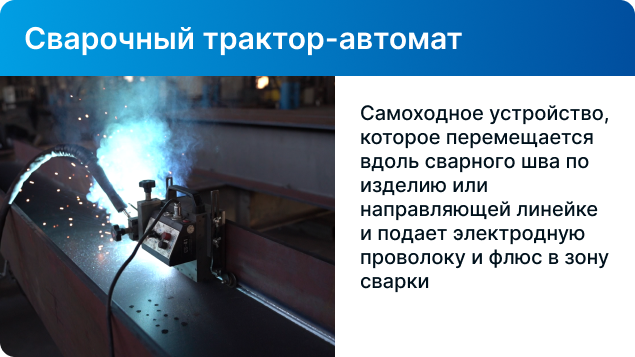 Сварочный трактор-автомат
Самоходное устройство,
которое перемещается
вдоль сварного шва по
изделию или
направляющей линейке
и подает электродную
проволоку и флюс в зону
сварки